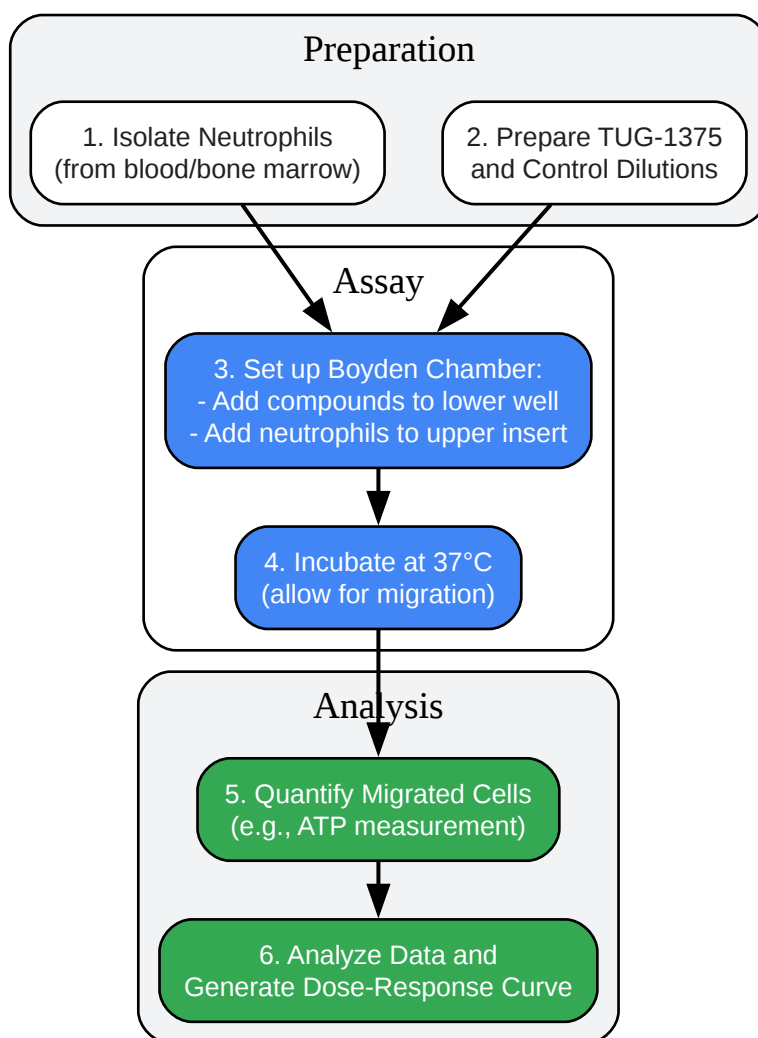 Preparation
1. Isolate Neutrophils
(from blood/bone marrow)
2. Prepare TUG-1375
and Control Dilutions
Assay
3. Set up Boyden Chamber:
- Add compounds to lower well
- Add neutrophils to upper insert
4. Incubate at 37°C
(allow for migration)
Analysis
5. Quantify Migrated Cells
(e.g., ATP measurement)
6. Analyze Data and
Generate Dose-Response Curve